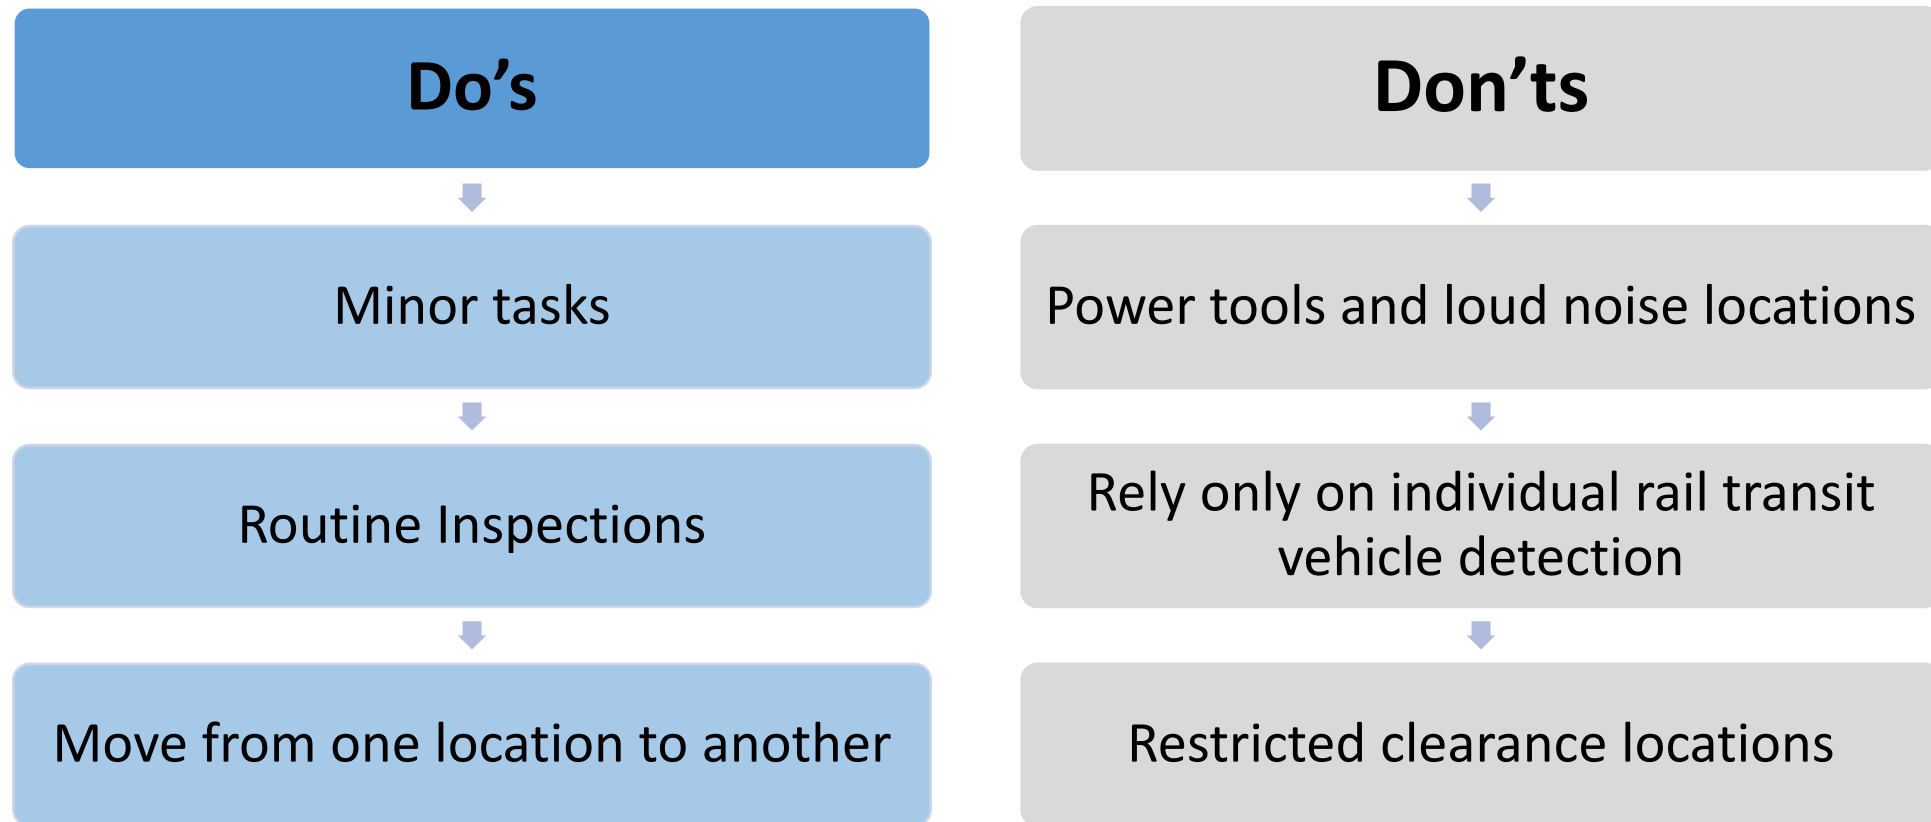 Do’s
Minor tasks
Routine Inspections
Move from one location to another
Don’ts
Power tools and loud noise locations
Rely only on individual rail transit
vehicle detection
Restricted clearance locations